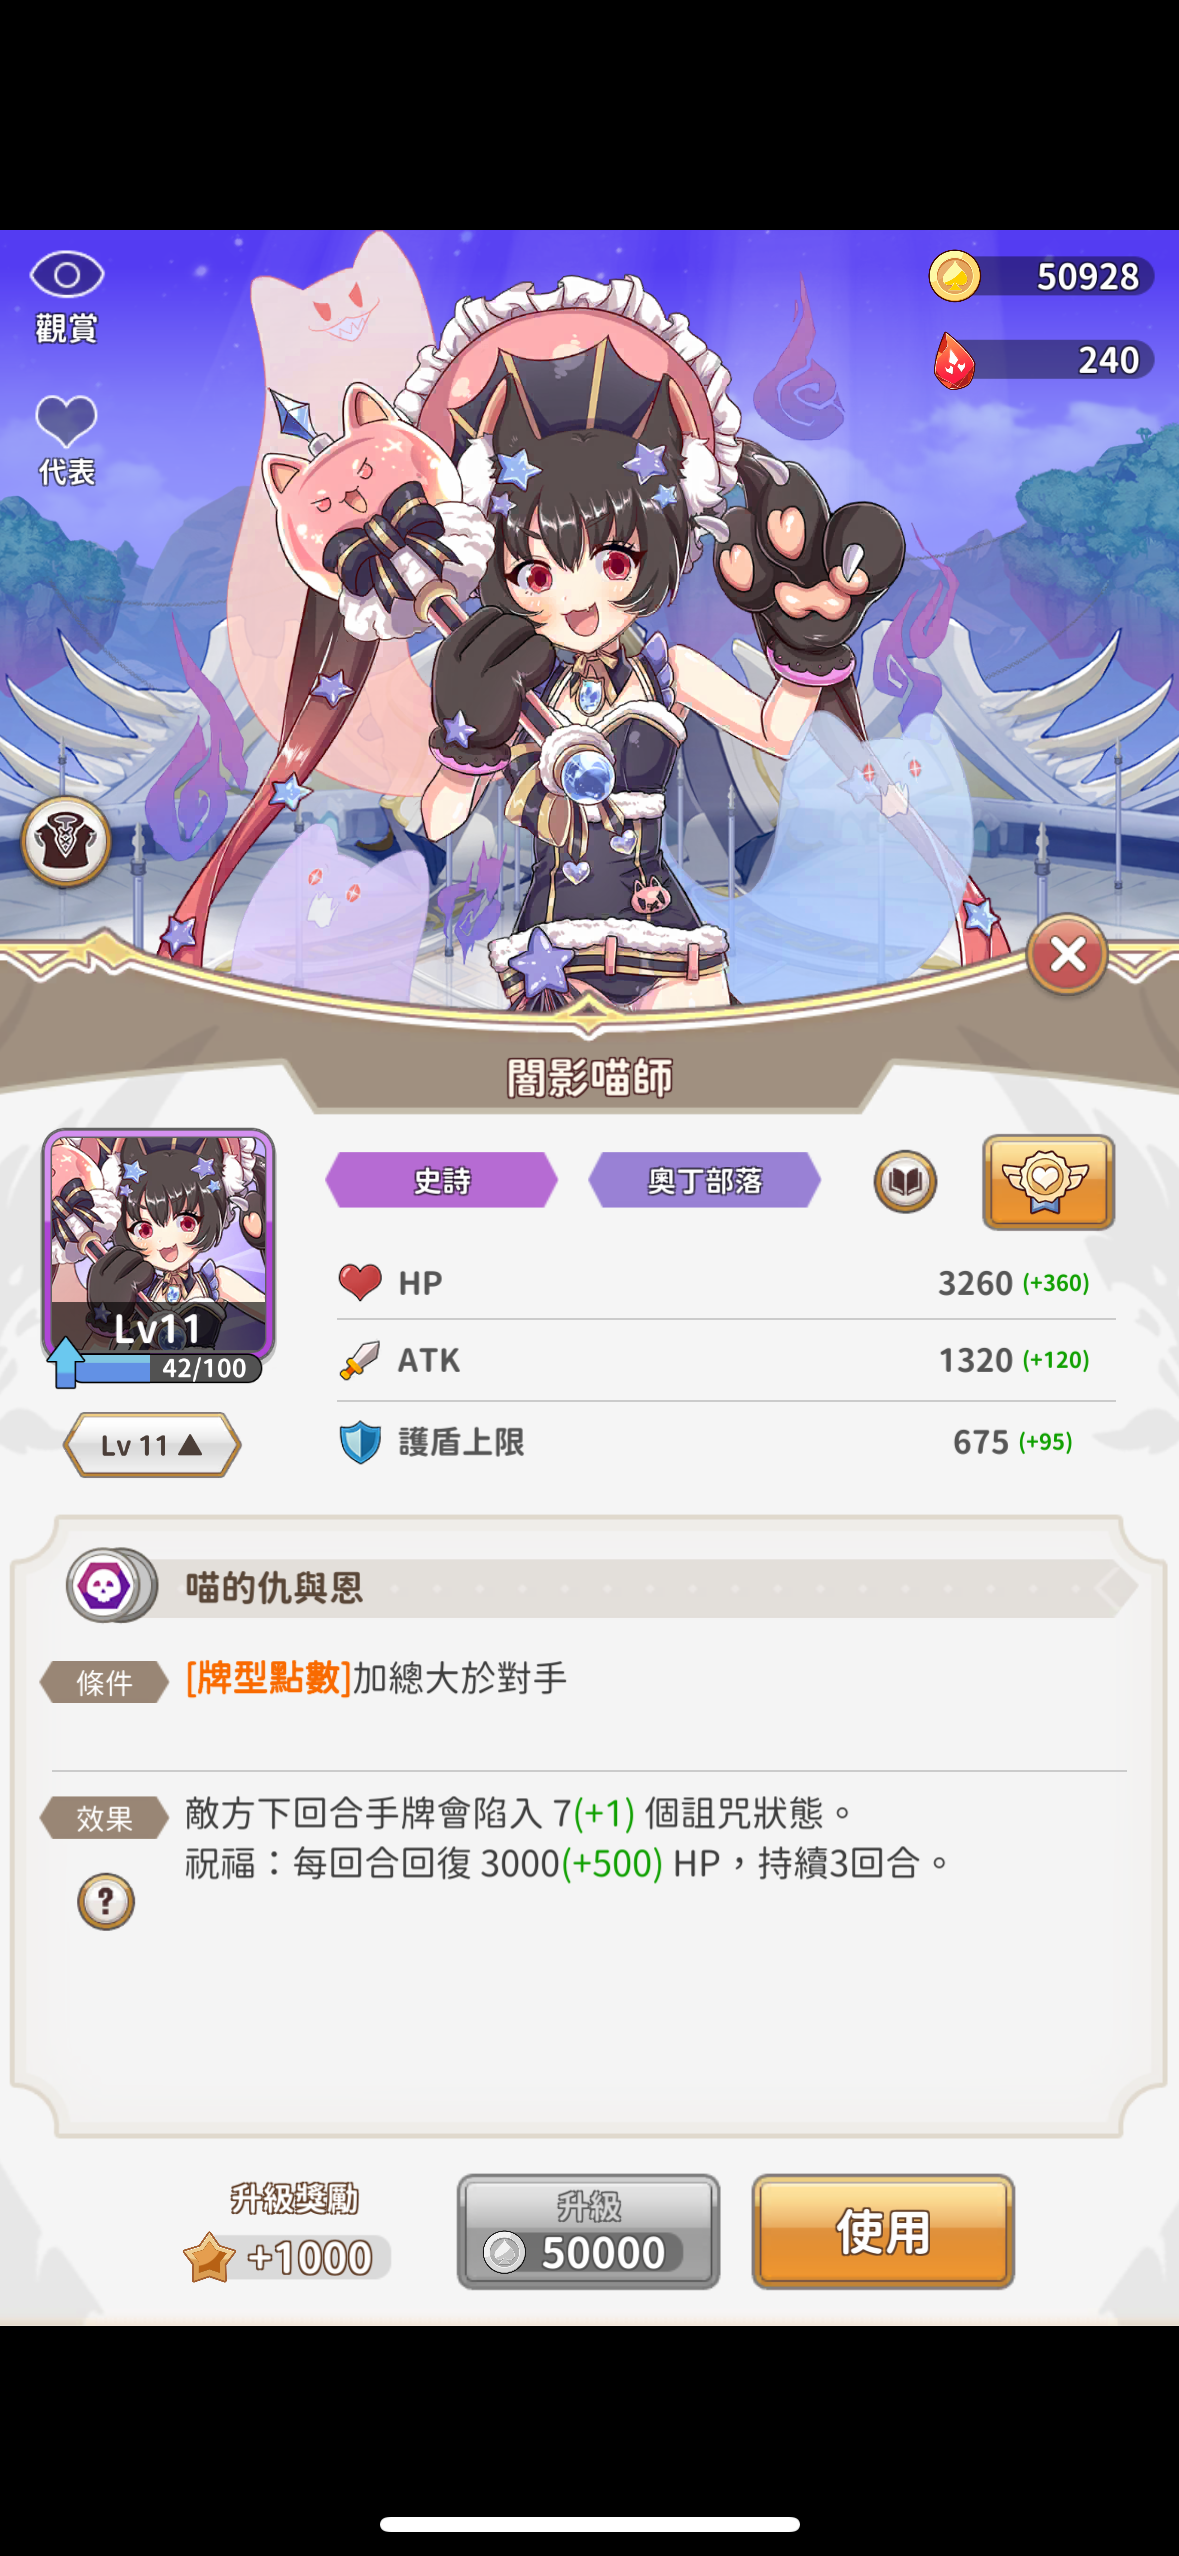 觀賞
50928
240
代表
闇影喵師
史詩
奧丁部落
Lv11
42/100
Lv 11 ▲
HP
3260 (+360)
ATK
1320 (+120)
護盾上限
675 (+95)
喵的仇與恩
條件
[牌型點數]加總大於對手
效果
敵方下回合手牌會陷入 7(+1) 個詛咒狀態。
祝福：每回合回復 3000(+500) HP，持續3回合。
?
升級獎勵
+1000
升級
50000
使用